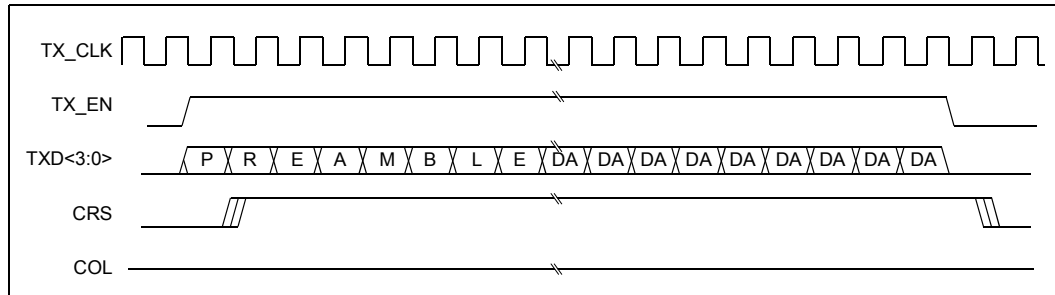 TX_CLK
TX_EN
TXD<3:0> P R E A M B L E DA DA DA DA DA DA DA DA DA
CRS
COL